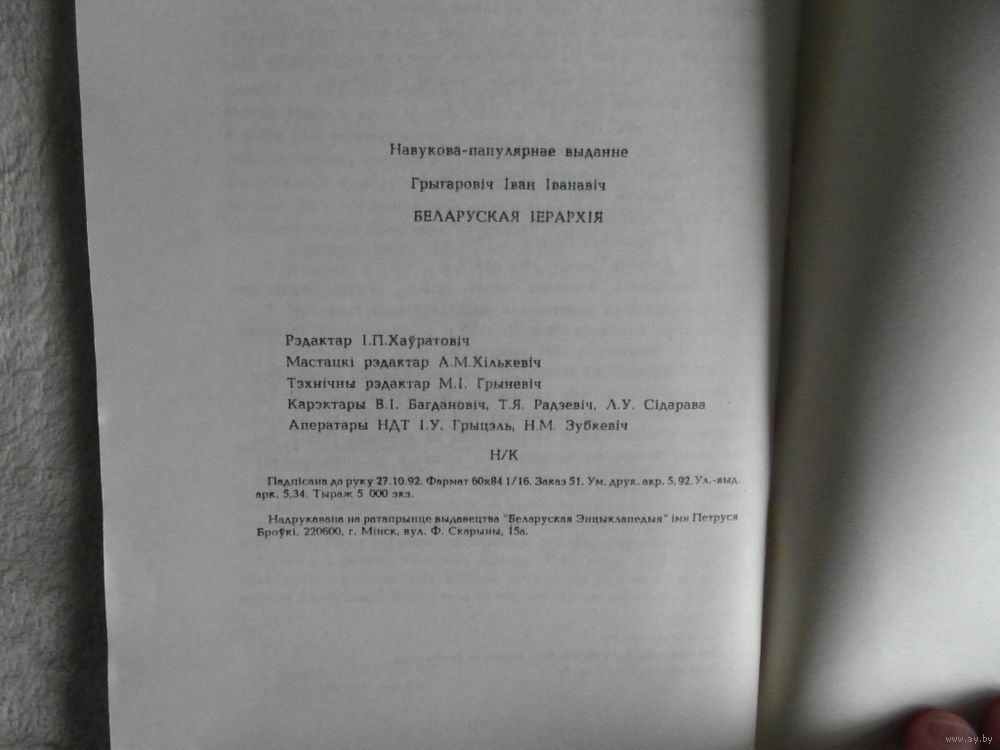 Навукова-папулярнае выданне
Грыгаровіч Іван Іванавіч
БЕЛАРУСКАЯ ІЕРАРХІЯ
Рэдактар І.П.Хаўратовіч
Мастацкі рэдактар А.М.Хількевіч
Тэхнічны рэдактар М.І. Грыневіч
Карэктары В.І. Багдановіч, Т.Я. Радзевіч, Л.У. Сідарава
Аператары НДТ І.У. Грыцэль, Н.М. Зубкевіч
Н/К
Падпісана да руку 27.10.92. Фармат 60х84 1/16. Заказ 51. Ум. друк. акр. 5,92. Ул.-выд.
арк. 5,34. Тыраж 5 000 экз.
Надрукавана на ратапрынце выдавецтва "Беларуская Энцыклапедыя" імя Петруся
Броўкі. 220600, г. Мінск, вул. Ф. Скарыны, 15а.
www.ay.by